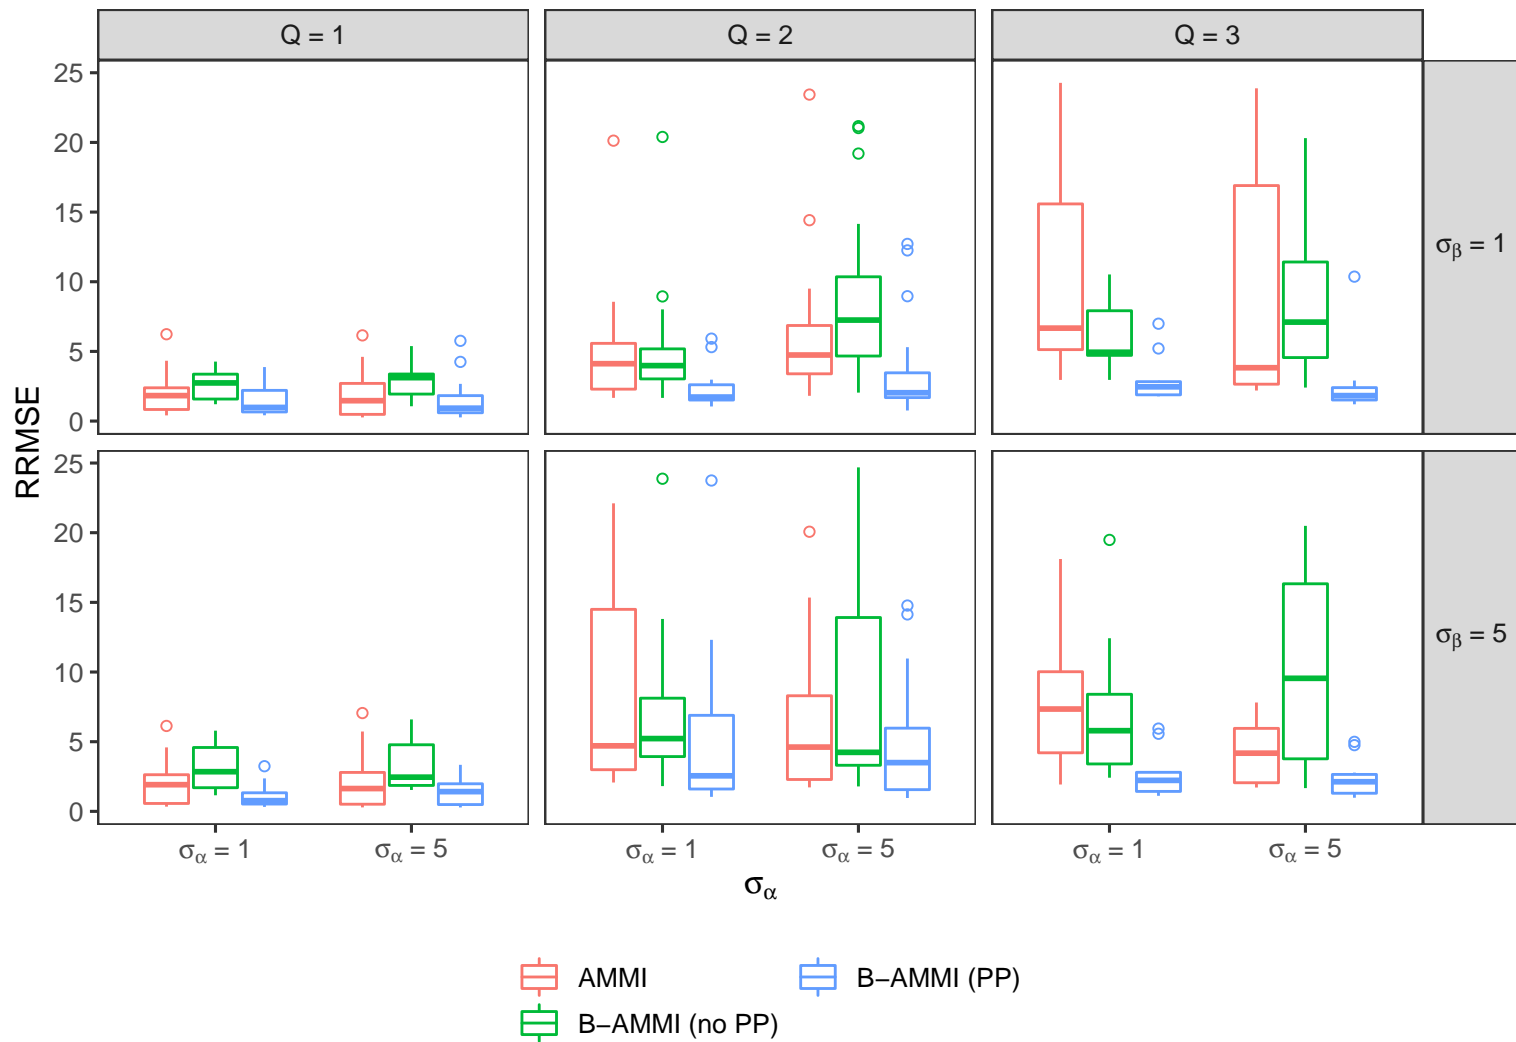 Q = 1 Q = 2 Q = 3
25
20
15
10
5
0
σβ = 1
RRMSE
25
20
15
10
5
0
σβ = 5
σα = 1 σα = 5 σα = 1 σα = 5 σα = 1 σα = 5
σα
AMMI B−AMMI (PP)
B−AMMI (no PP)